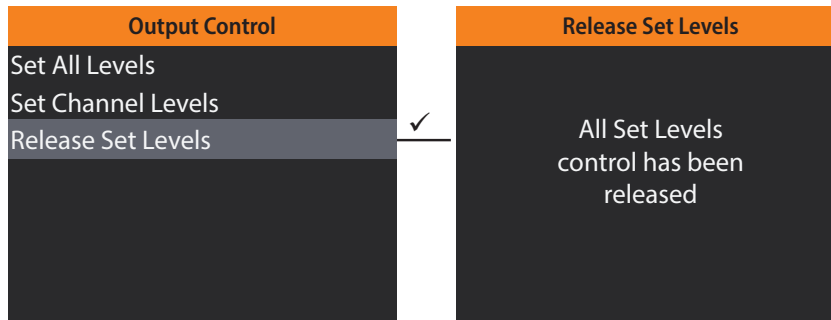 Output Control
Set All Levels
Set Channel Levels
Release Set Levels
✓
Release Set Levels
All Set Levels
control has been
released